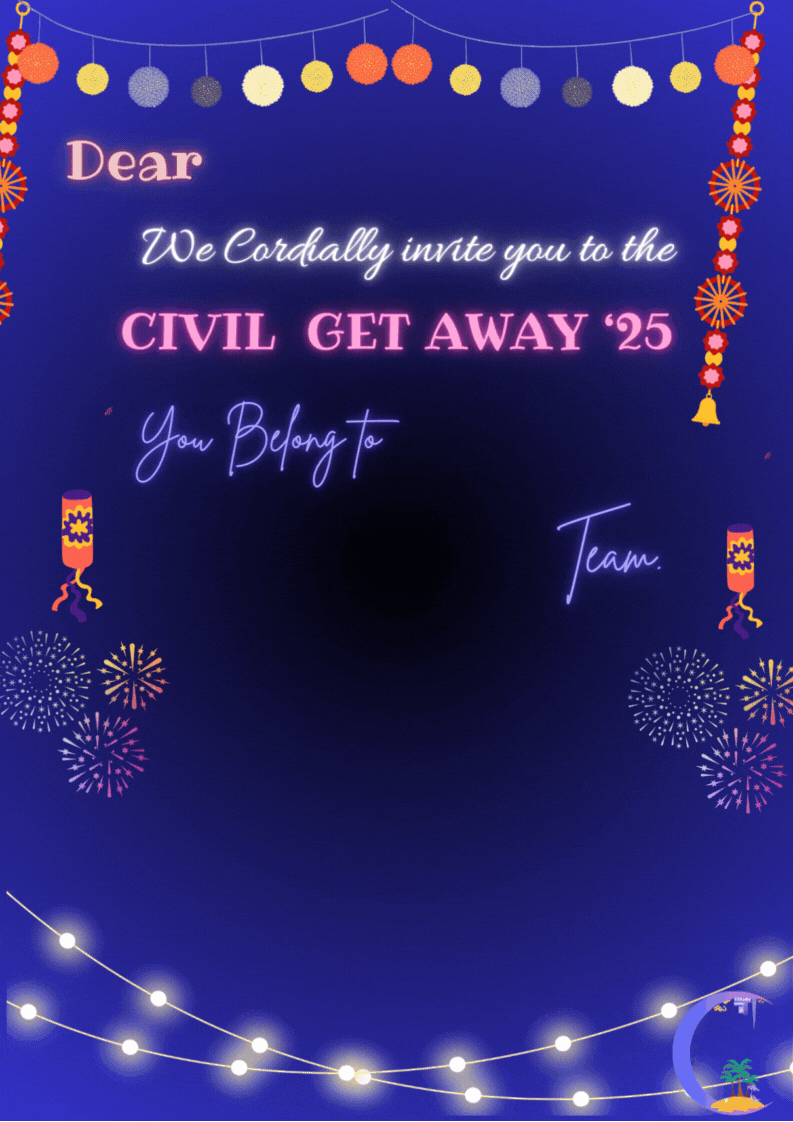 Dear
We Cordially invite you to the
CIVIL GET AWAY ‘25
You Belong to
Team.